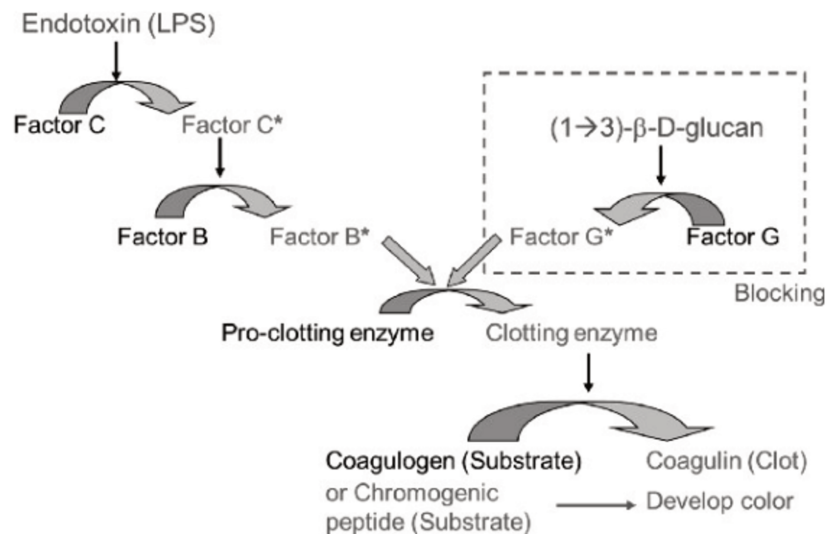 Endotoxin (LPS)
Factor C
Factor C*
(1→3)-β-D-glucan
Factor B
Factor B*
Factor G*
Factor G
Blocking
Pro-clotting enzyme
Clotting enzyme
Coagulogen (Substrate)
Coagulin (Clot)
or Chromogenic
peptide (Substrate)
Develop color